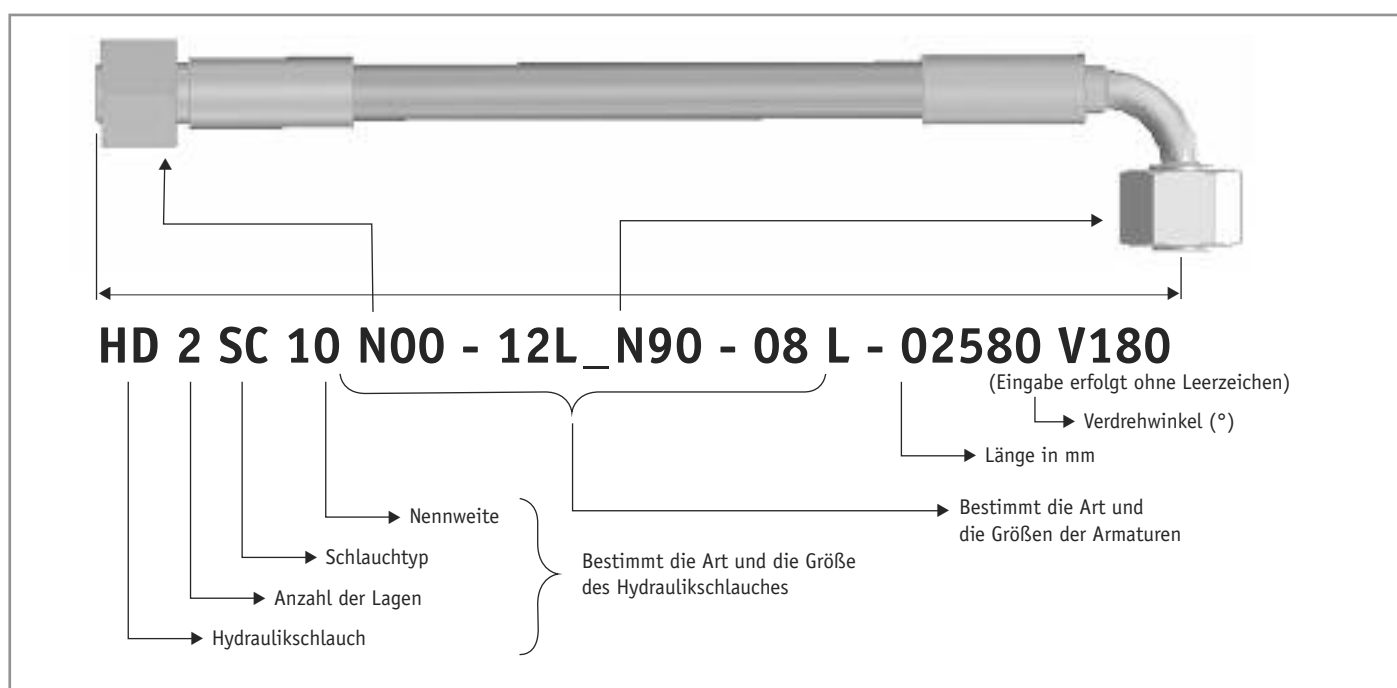 HD 2 SC 10 N00 - 12L_N90 - 08 L - 02580 V180
(Eingabe erfolgt ohne Leerzeichen)
Verdrehwinkel (°)
Länge in mm
Bestimmt die Art und
die Größen der Armaturen
Nennweite
Schlauchtyp
Anzahl der Lagen
Hydraulikschlauch
Bestimmt die Art und die Größe
des Hydraulikschlauches